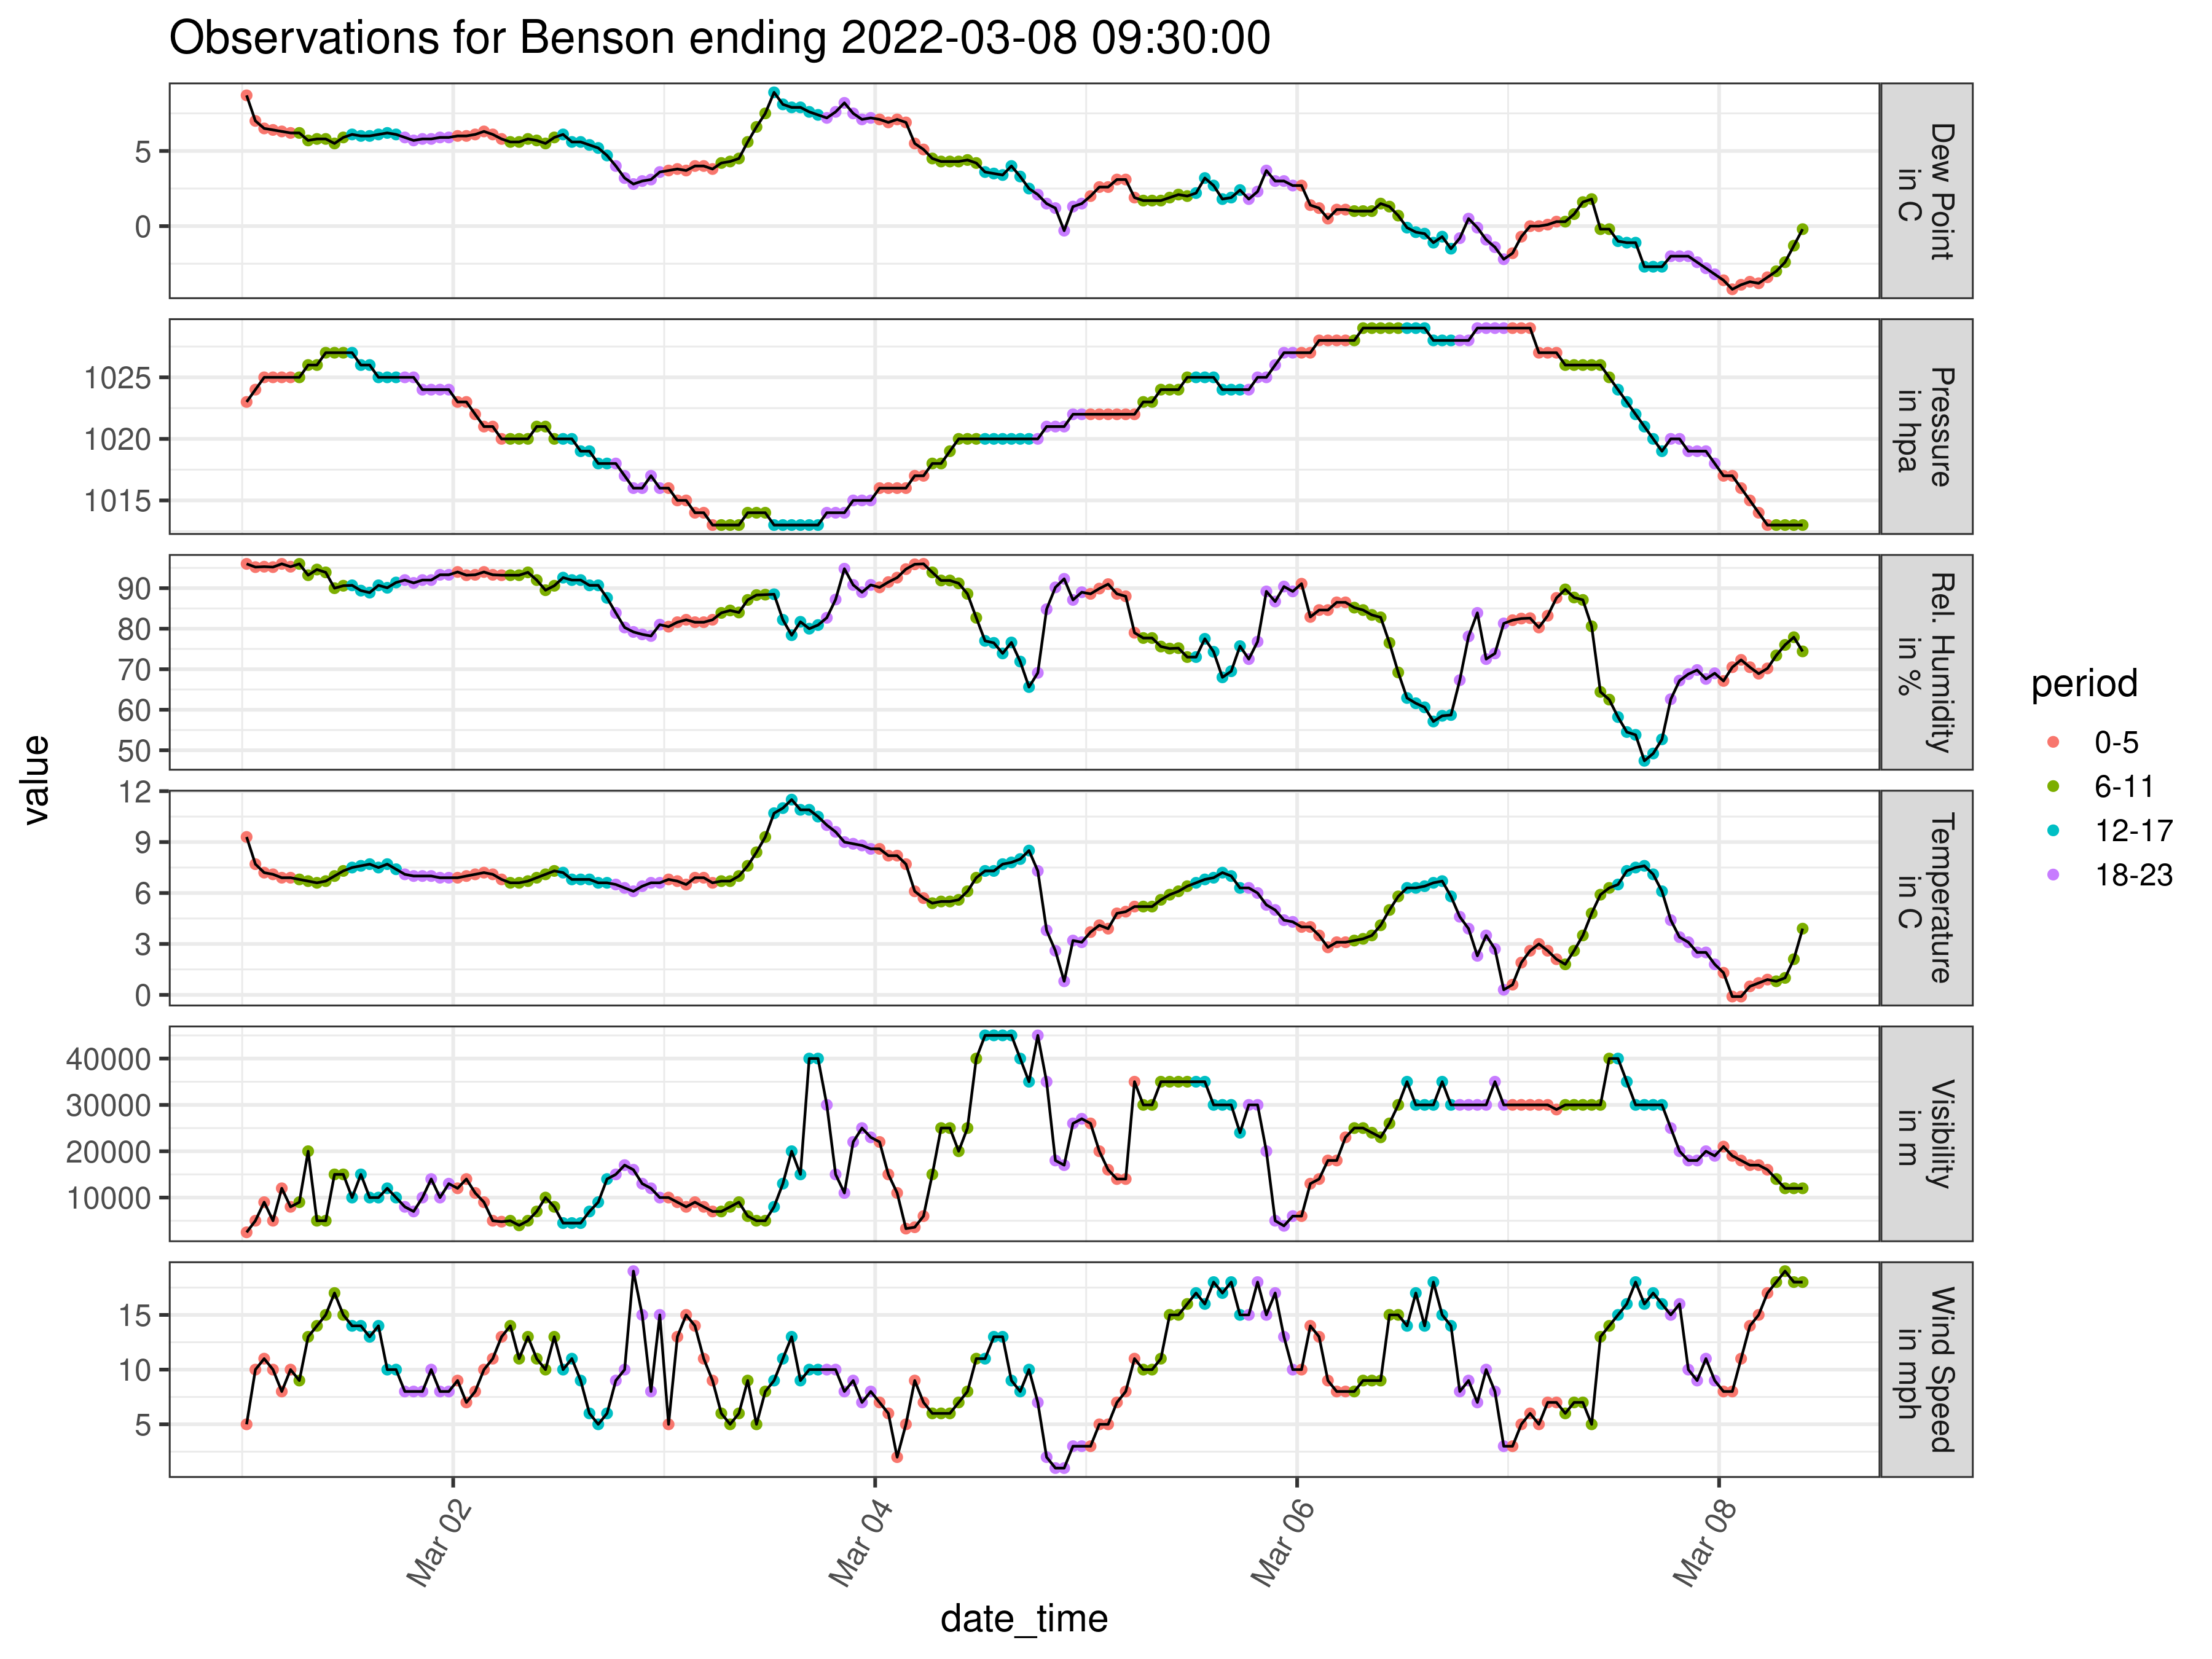 Observations for Benson ending 2022-03-08 09:30:00
value
5
0
Dew Point
in C
1025
1020
1015
Pressure
in hpa
90
80
70
60
50
Rel. Humidity
in %
12
9
6
3
0
Temperature
in C
40000
30000
20000
10000
Visibility
in m
15
10
5
Wind Speed
in mph
Mar 02
Mar 04
Mar 06
Mar 08
date_time
period
0-5
6-11
12-17
18-23